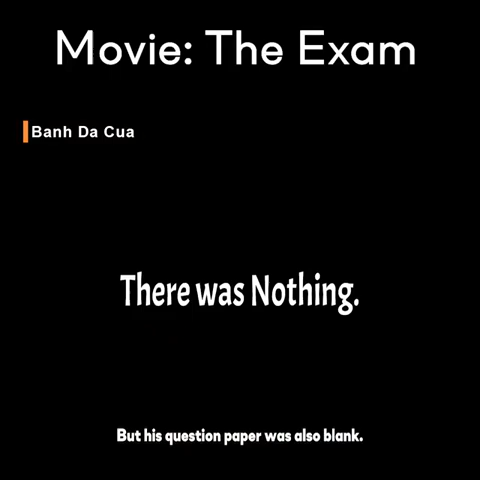 Movie: The Exam
Banh Da Cua
There was Nothing.
But his question paper was also blank.